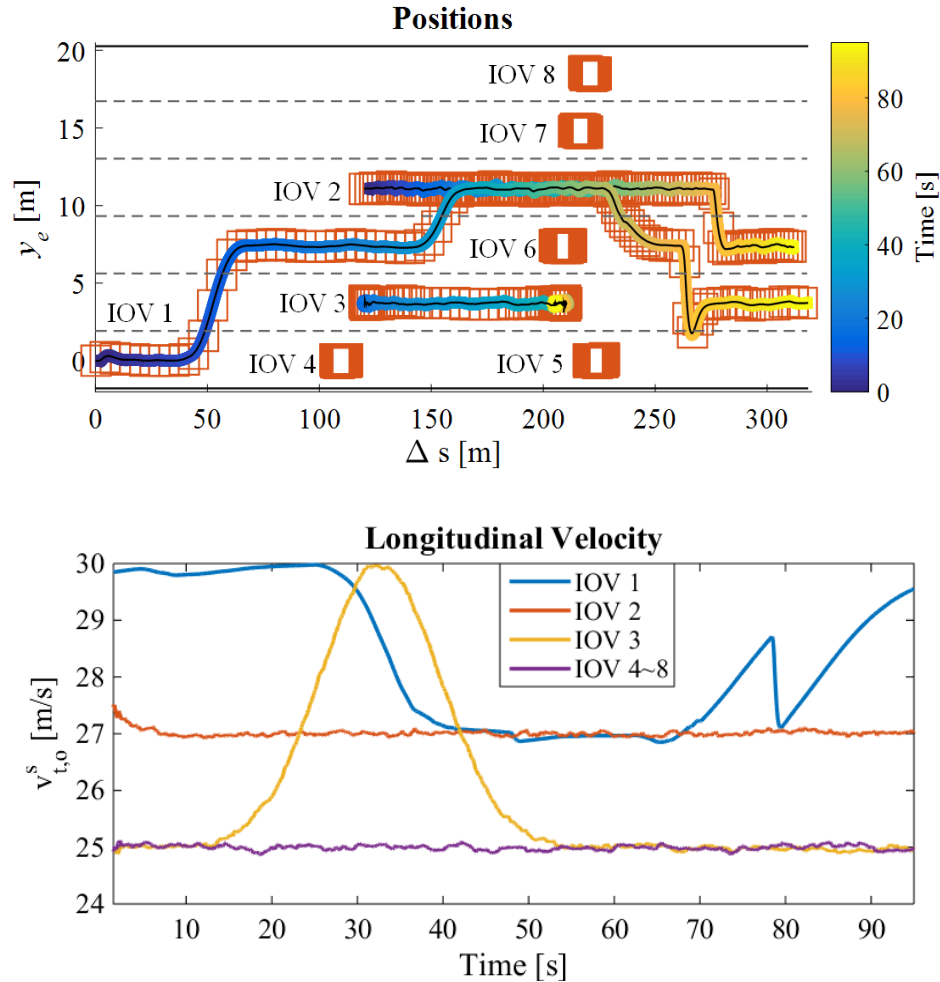 Positions
20
15
10
5
0
y_e [m]
IOV 8
IOV 7
IOV 2
IOV 6
IOV 3
IOV 1
IOV 4
IOV 5
0 50 100 150 200 250 300
Δ s [m]
80
60
40
20
0
Time [s]
Longitudinal Velocity
30
29
28
27
26
25
24
v^s_{t,o} [m/s]
IOV 1
IOV 2
IOV 3
IOV 4~8
10 20 30 40 50 60 70 80 90
Time [s]